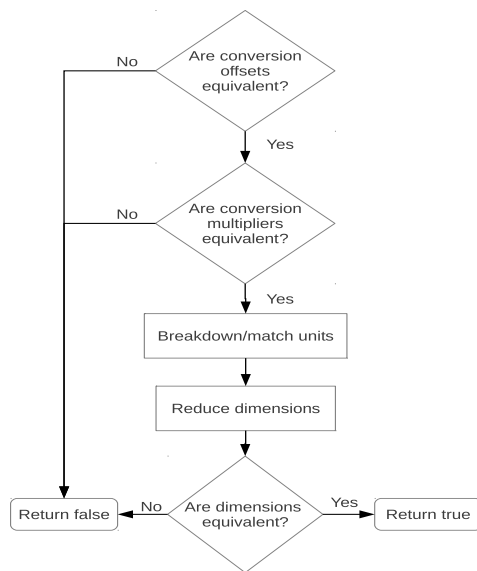 Are conversion
offsets
equivalent?
No
Yes
Are conversion
multipliers
equivalent?
No
Yes
Breakdown/match units
Reduce dimensions
Are dimensions
equivalent?
No
Yes
Return false
Return true